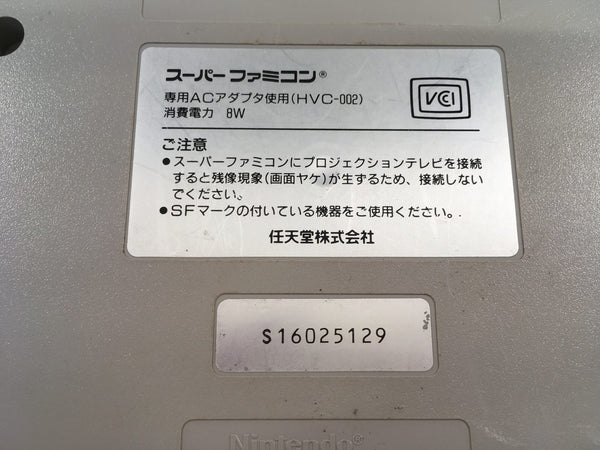 スーパーファミコン®
専用ACアダプタ使用(HVC-002)
消費電力 8W
VCI
ご注意
●スーパーファミコンにプロジェクションテレビを接続
すると残像現象(画面ヤケ)が生ずるため、接続しない
でください。
●SFマークの付いている機器をご使用ください。
任天堂株式会社
S16025129
Nintendo